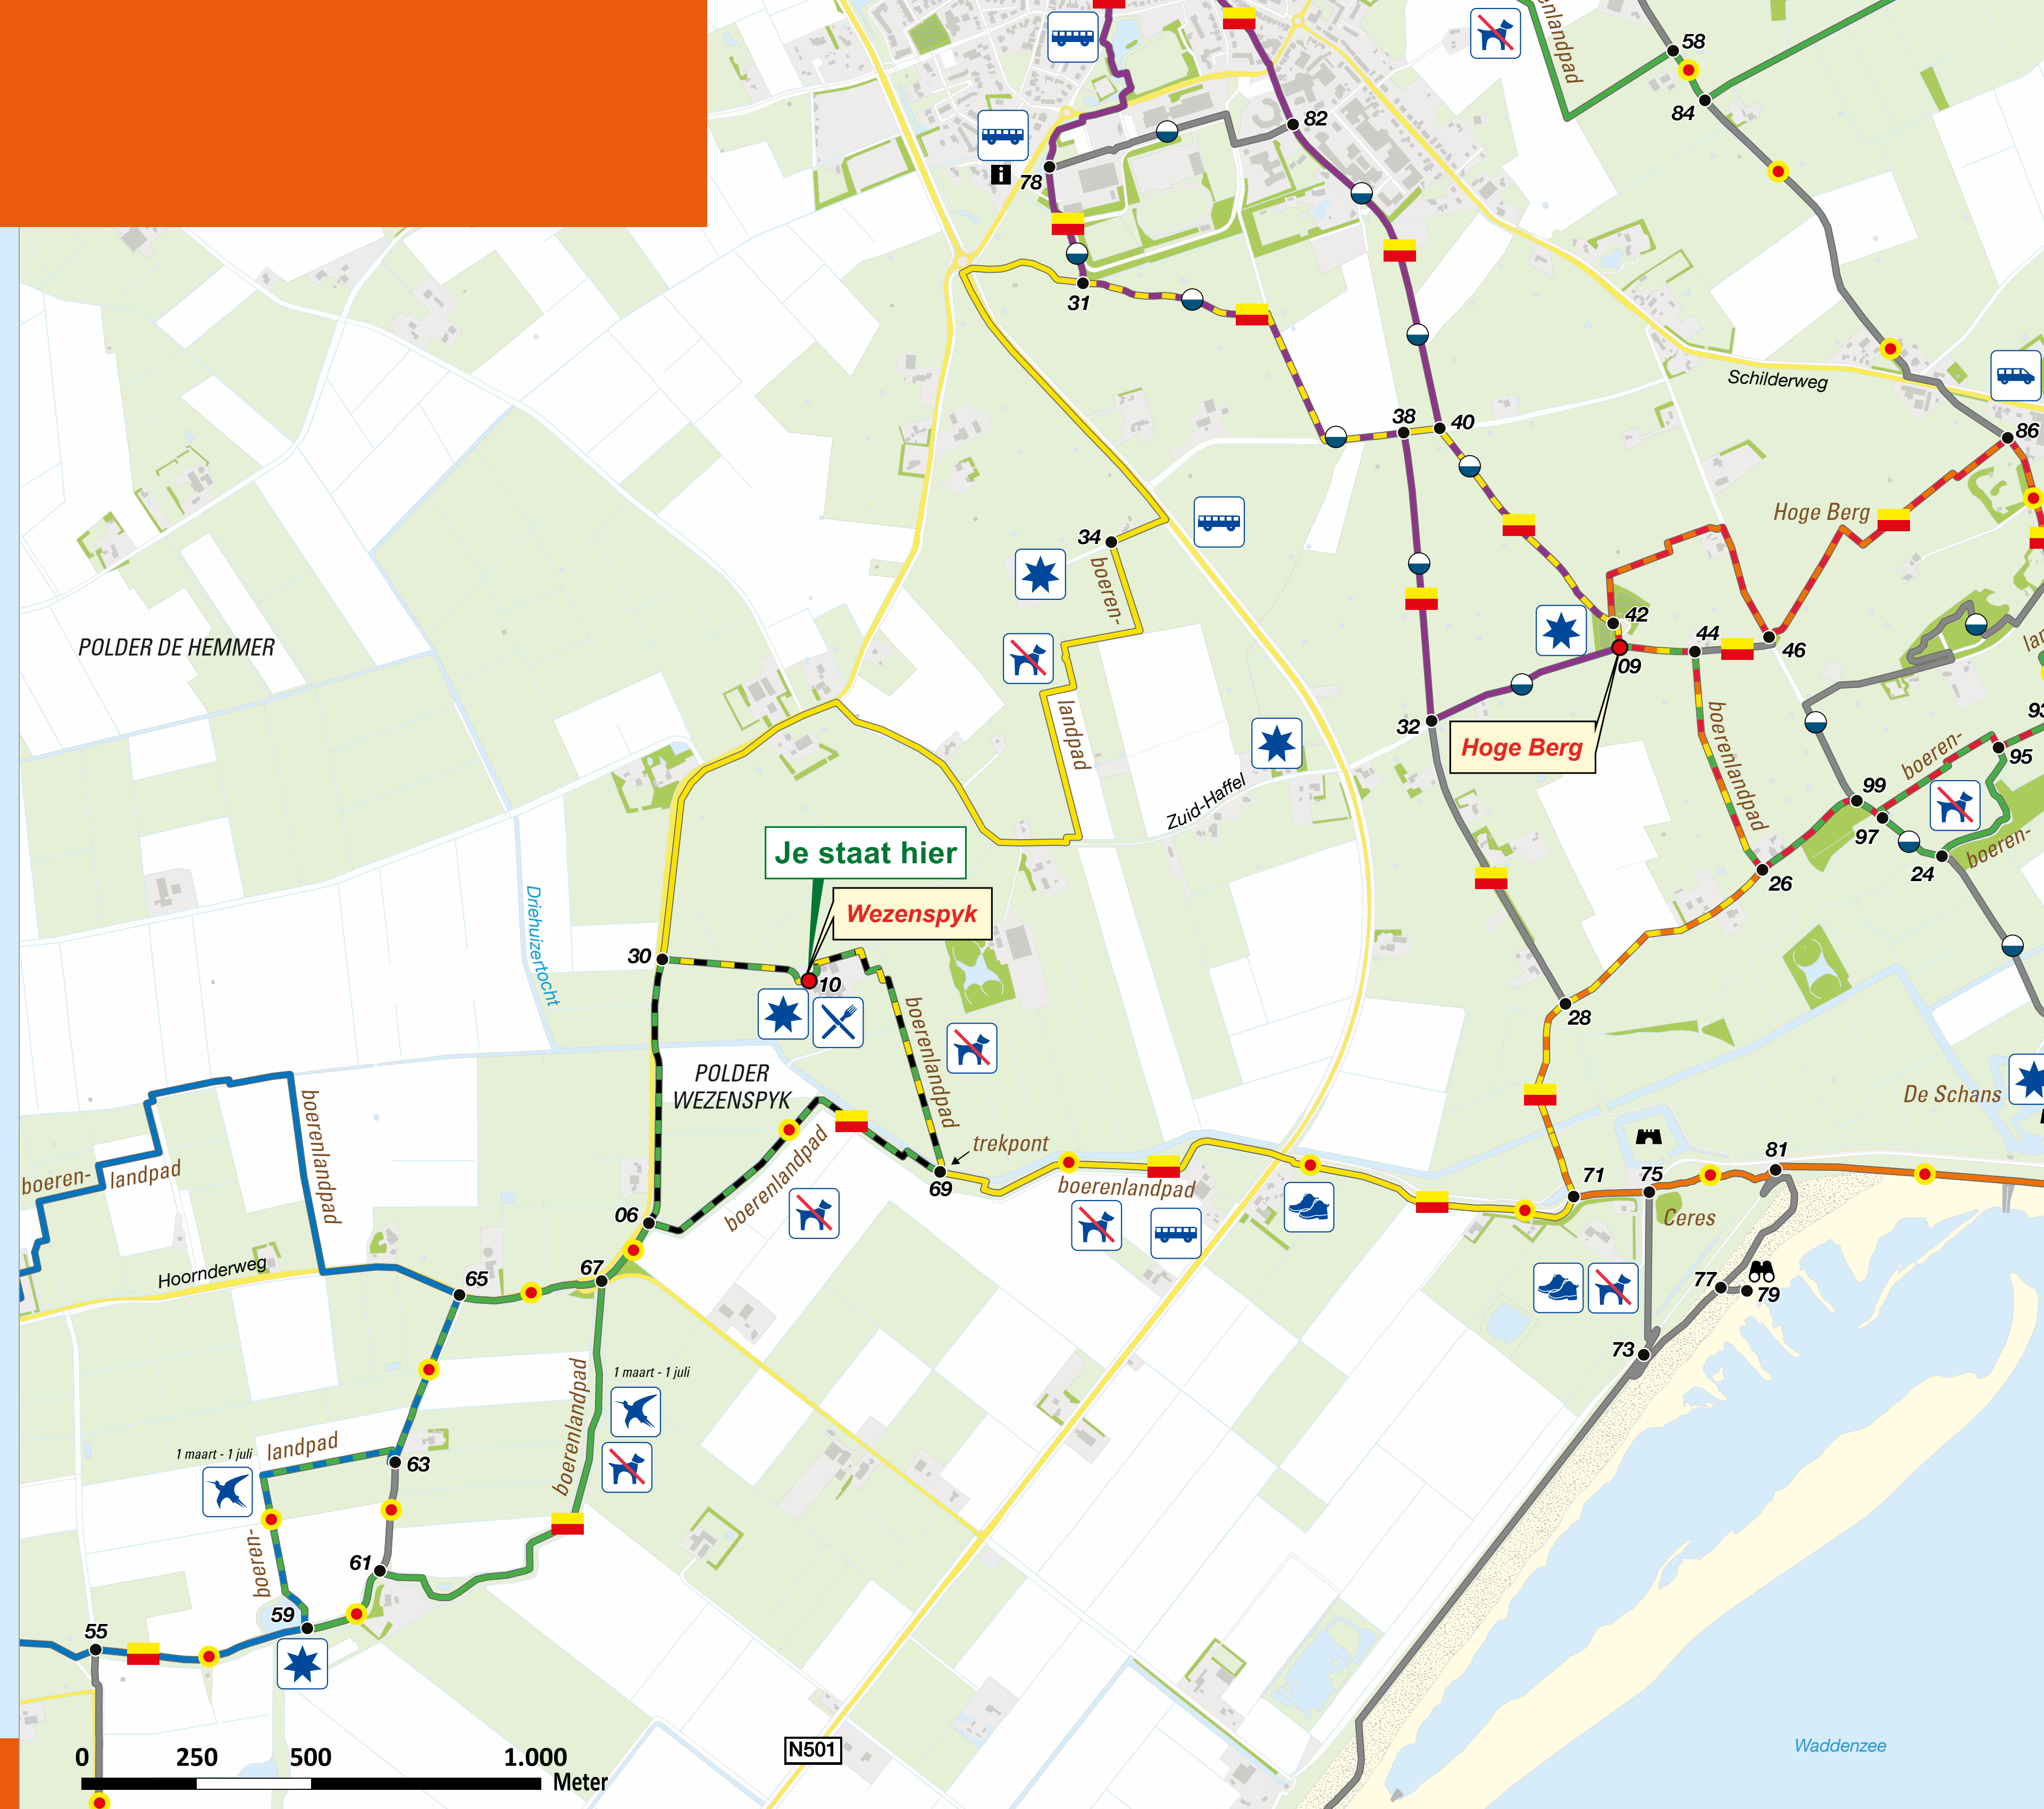 boerenlandpad
58
84
82
i
78
31
Schilderweg
38
40
86
Hoge Berg
34
boeren-
landpad
42
44
46
09
POLDER DE HEMMER
32
Hoge Berg
95
boeren-
99
97
24
boeren-
boerenlandpad
26
Zuid-Haffel
Je staat hier
Wezenspyk
Driehuizertocht
30
10
boerenlandpad
28
POLDER
WEZENSPYK
De Schans
boerenlandpad
boeren-
landpad
trekpont
69
boerenlandpad
boerenlandpad
71
75
81
Ceres
06
Hoornderweg
65
67
77
79
73
1 maart - 1 juli
boerenlandpad
1 maart - 1 juli
landpad
boeren-
63
61
59
55
0 250 500 1.000
Meter
N501
Waddenzee